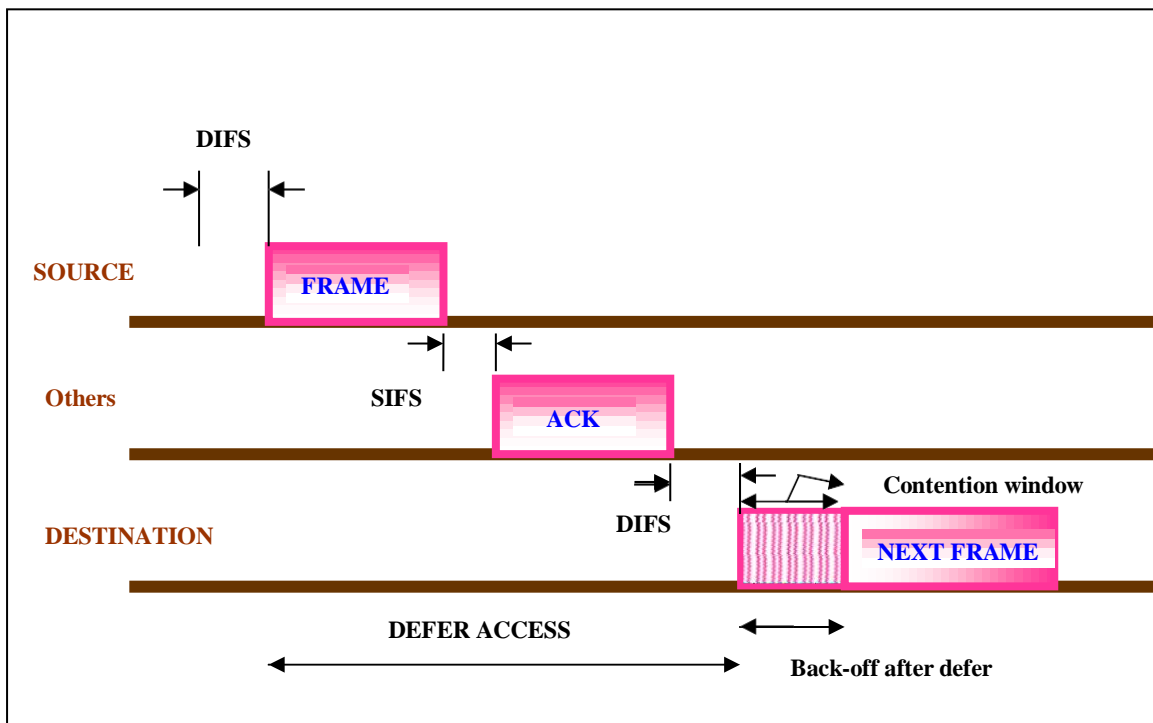 DIFS
SOURCE
FRAME
Others
SIFS
ACK
Contention window
DIFS
DESTINATION
NEXT FRAME
DEFER ACCESS
Back-off after defer